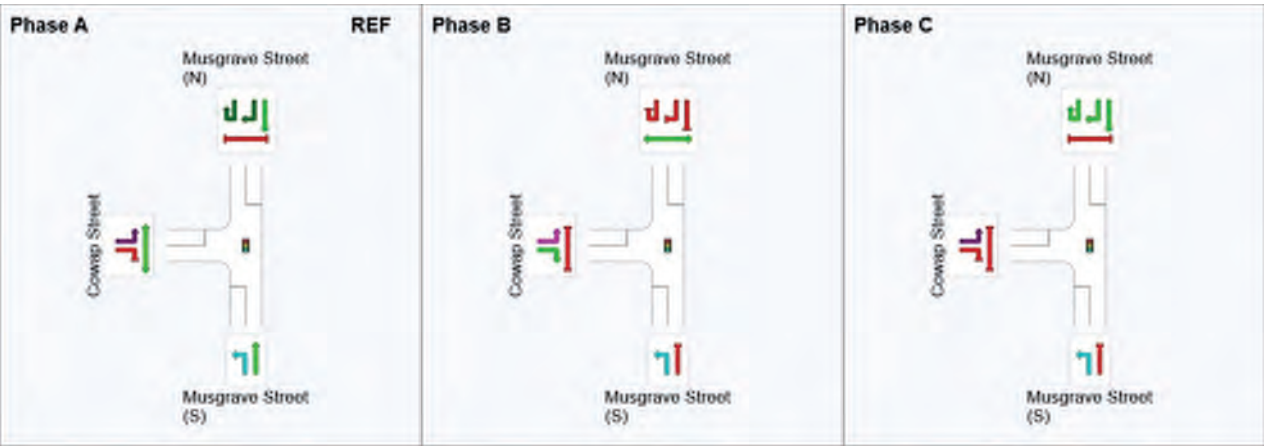 Phase A
REF
Musgrave Street
(N)
Cowap Street
Musgrave Street
(S)
Phase B
Musgrave Street
(N)
Cowap Street
Musgrave Street
(S)
Phase C
Musgrave Street
(N)
Cowap Street
Musgrave Street
(S)